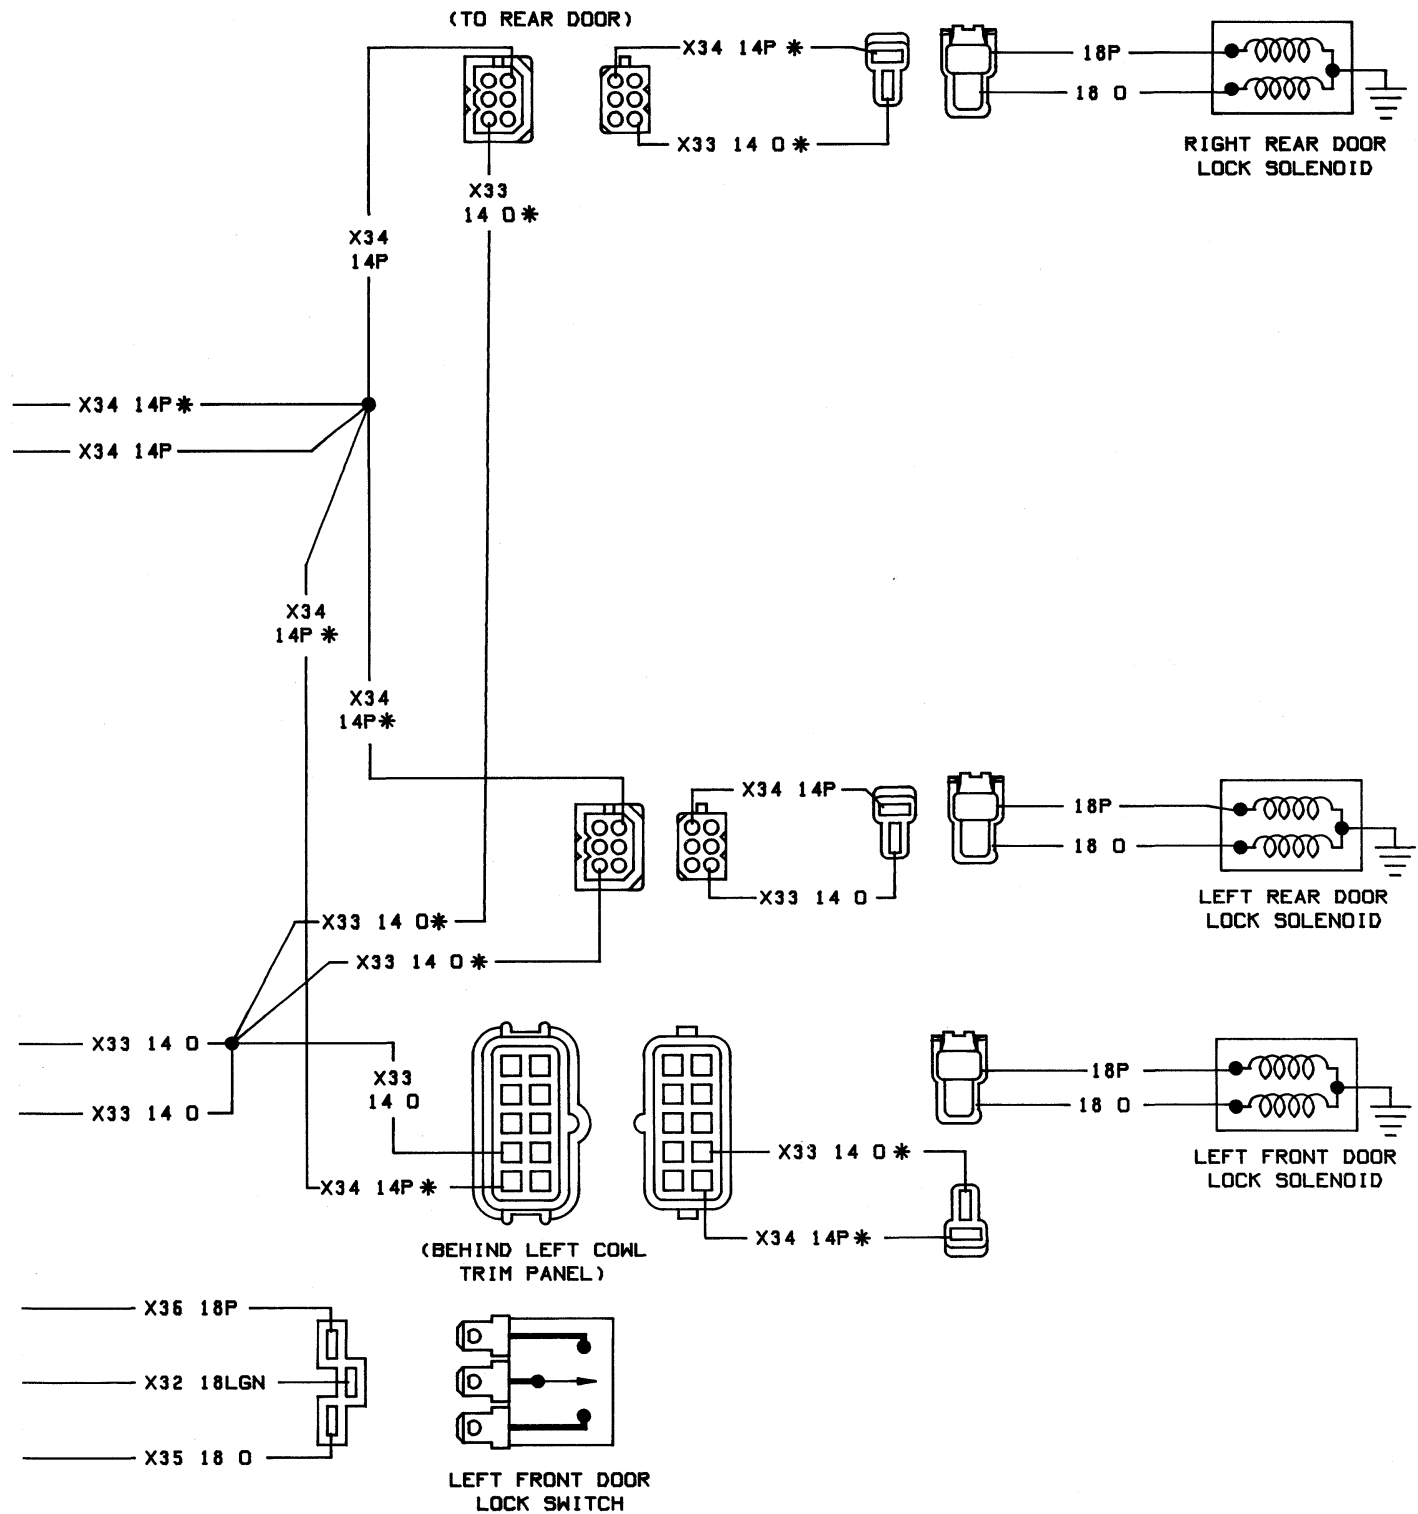 (TO REAR DOOR)
X34 14P *
18P
18 O
X33 14 O*
RIGHT REAR DOOR
LOCK SOLENOID
X33
14 O*
X34
14P
X34 14P*
X34 14P
X34
14P *
X34
14P*
X34 14P
18P
18 O
X33 14 O
LEFT REAR DOOR
LOCK SOLENOID
X33 14 O*
X33 14 O*
X33 14 O
X33
14 O
X33 14 O
18P
18 O
X33 14 O*
LEFT FRONT DOOR
LOCK SOLENOID
X34 14P *
X34 14P*
(BEHIND LEFT COWL
TRIM PANEL)
X36 18P
X32 18LGN
X35 18 O
LEFT FRONT DOOR
LOCK SWITCH